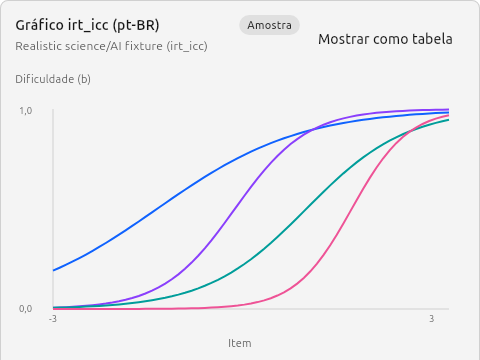 Gráfico irt_icc (pt-BR)
Amostra
Mostrar como tabela
Realistic science/AI fixture (irt_icc)
Dificuldade (b)
1,0
0,0
-3
3
Item